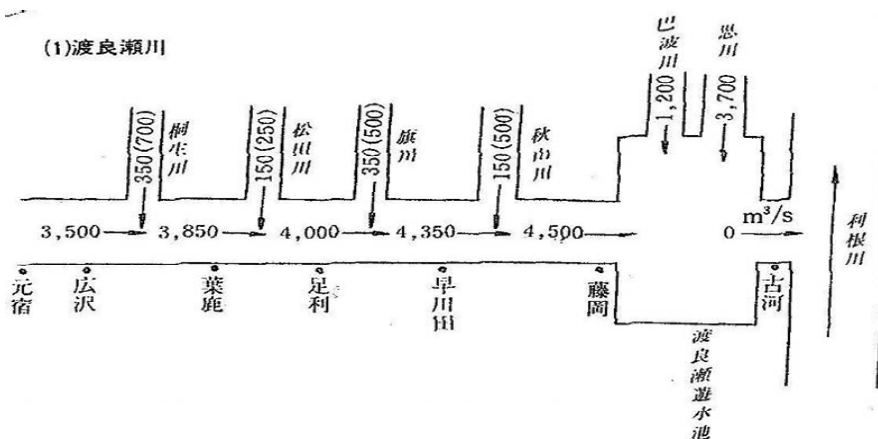 (1)渡良瀬川
桐生川
350(700)
松田川
150(250)
旗川
350(500)
秋山川
150(500)
巴波川
1,200
思川
3,700
3,500
3,850
4,000
4,350
4,500
0
m³/s
利根川
元宿
広沢
葉鹿
足利
早川田
藤岡
古河
渡良瀬遊水池